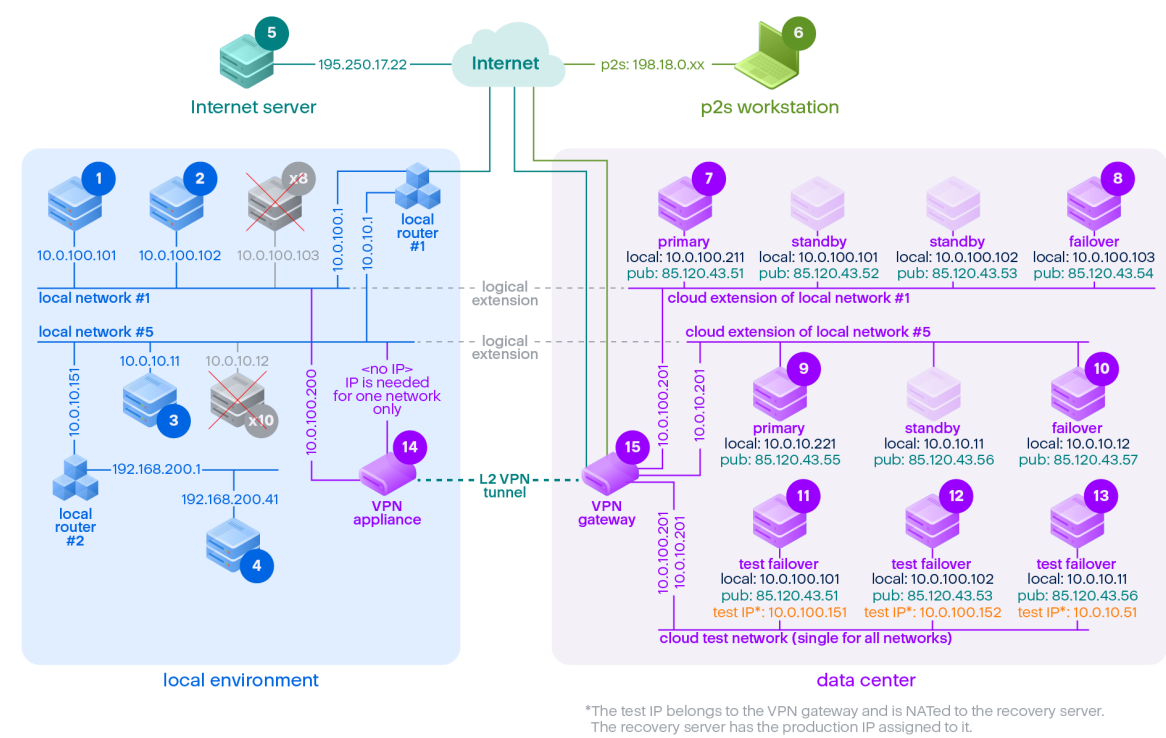 5
6
195.250.17.22
Internet
p2s: 198.18.0.xx
Internet server
p2s workstation
1
2
x8
7
8
local
router
#1
10.0.100.1
10.0.10.1
primary
standby
standby
failover
10.0.100.101
10.0.100.102
10.0.100.103
local: 10.0.100.211
local: 10.0.100.101
local: 10.0.100.102
local: 10.0.100.103
pub: 85.120.43.51
pub: 85.120.43.52
pub: 85.120.43.53
pub: 85.120.43.54
local network #1
logical
extension
cloud extension of local network #1
local network #5
logical
extension
cloud extension of local network #5
10.0.10.151
10.0.10.11
10.0.10.12
3
x10
10.0.100.200
<no IP>
IP is needed
for one network
only
10.0.100.201
10.0.10.201
9
10
primary
standby
failover
local: 10.0.10.221
local: 10.0.10.11
local: 10.0.10.12
pub: 85.120.43.55
pub: 85.120.43.56
pub: 85.120.43.57
14
15
192.168.200.1
192.168.200.41
L2 VPN
tunnel
local
router
#2
VPN
appliance
VPN
gateway
4
10.0.100.201
10.0.10.201
11
12
13
test failover
test failover
test failover
local: 10.0.100.101
local: 10.0.100.102
local: 10.0.10.11
pub: 85.120.43.51
pub: 85.120.43.53
pub: 85.120.43.56
test IP*: 10.0.100.151
test IP*: 10.0.100.152
test IP*: 10.0.10.51
cloud test network (single for all networks)
local environment
data center
*The test IP belongs to the VPN gateway and is NATed to the recovery server.
The recovery server has the production IP assigned to it.